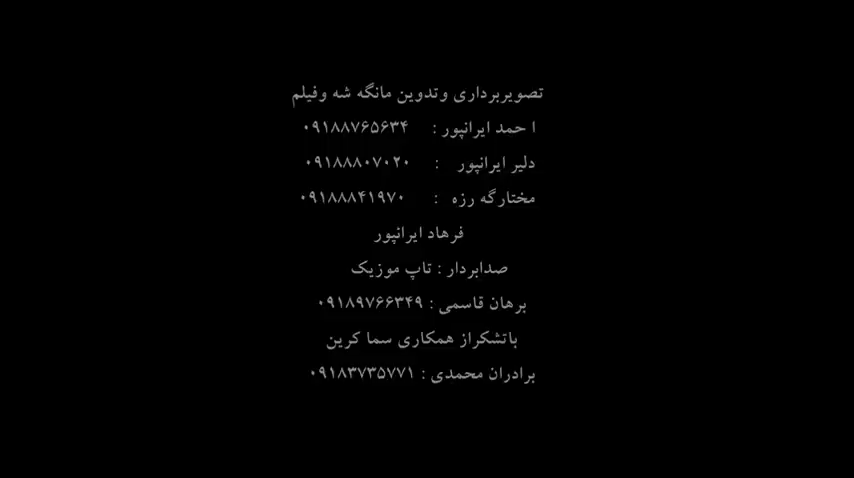 تصویربرداری وتدوین مانگه شه وفیلم
ا حمد ایرانپور : ۰۹۱۸۸۷۶۵۶۳۴
دلیر ایرانپور : ۰۹۱۸۸۸۰۷۰۲۰
مختارگه رزه : ۰۹۱۸۸۸۴۱۹۷۰
فرهاد ایرانپور
صدابردار : تاپ موزیک
برهان قاسمی : ۰۹۱۸۹۷۶۶۳۴۹
باتشکراز همکاری سما کرین
برادران محمدی : ۰۹۱۸۳۷۳۵۷۷۱